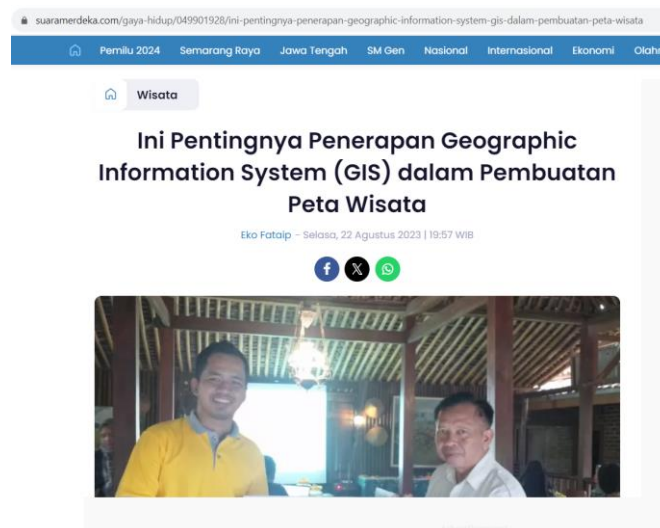 suaramerdeka.com/gaya-hidup/049901928/ini-pentingnya-penerapan-geographic-information-system-gis-dalam-pembuatan-peta-wisata
Pemilu 2024 Semarang Raya Jawa Tengah SM Gen Nasional Internasional Ekonomi Olahr
Wisata
Ini Pentingnya Penerapan Geographic
Information System (GIS) dalam Pembuatan
Peta Wisata
Eko Fataip - Selasa, 22 Agustus 2023 | 19:57 WIB